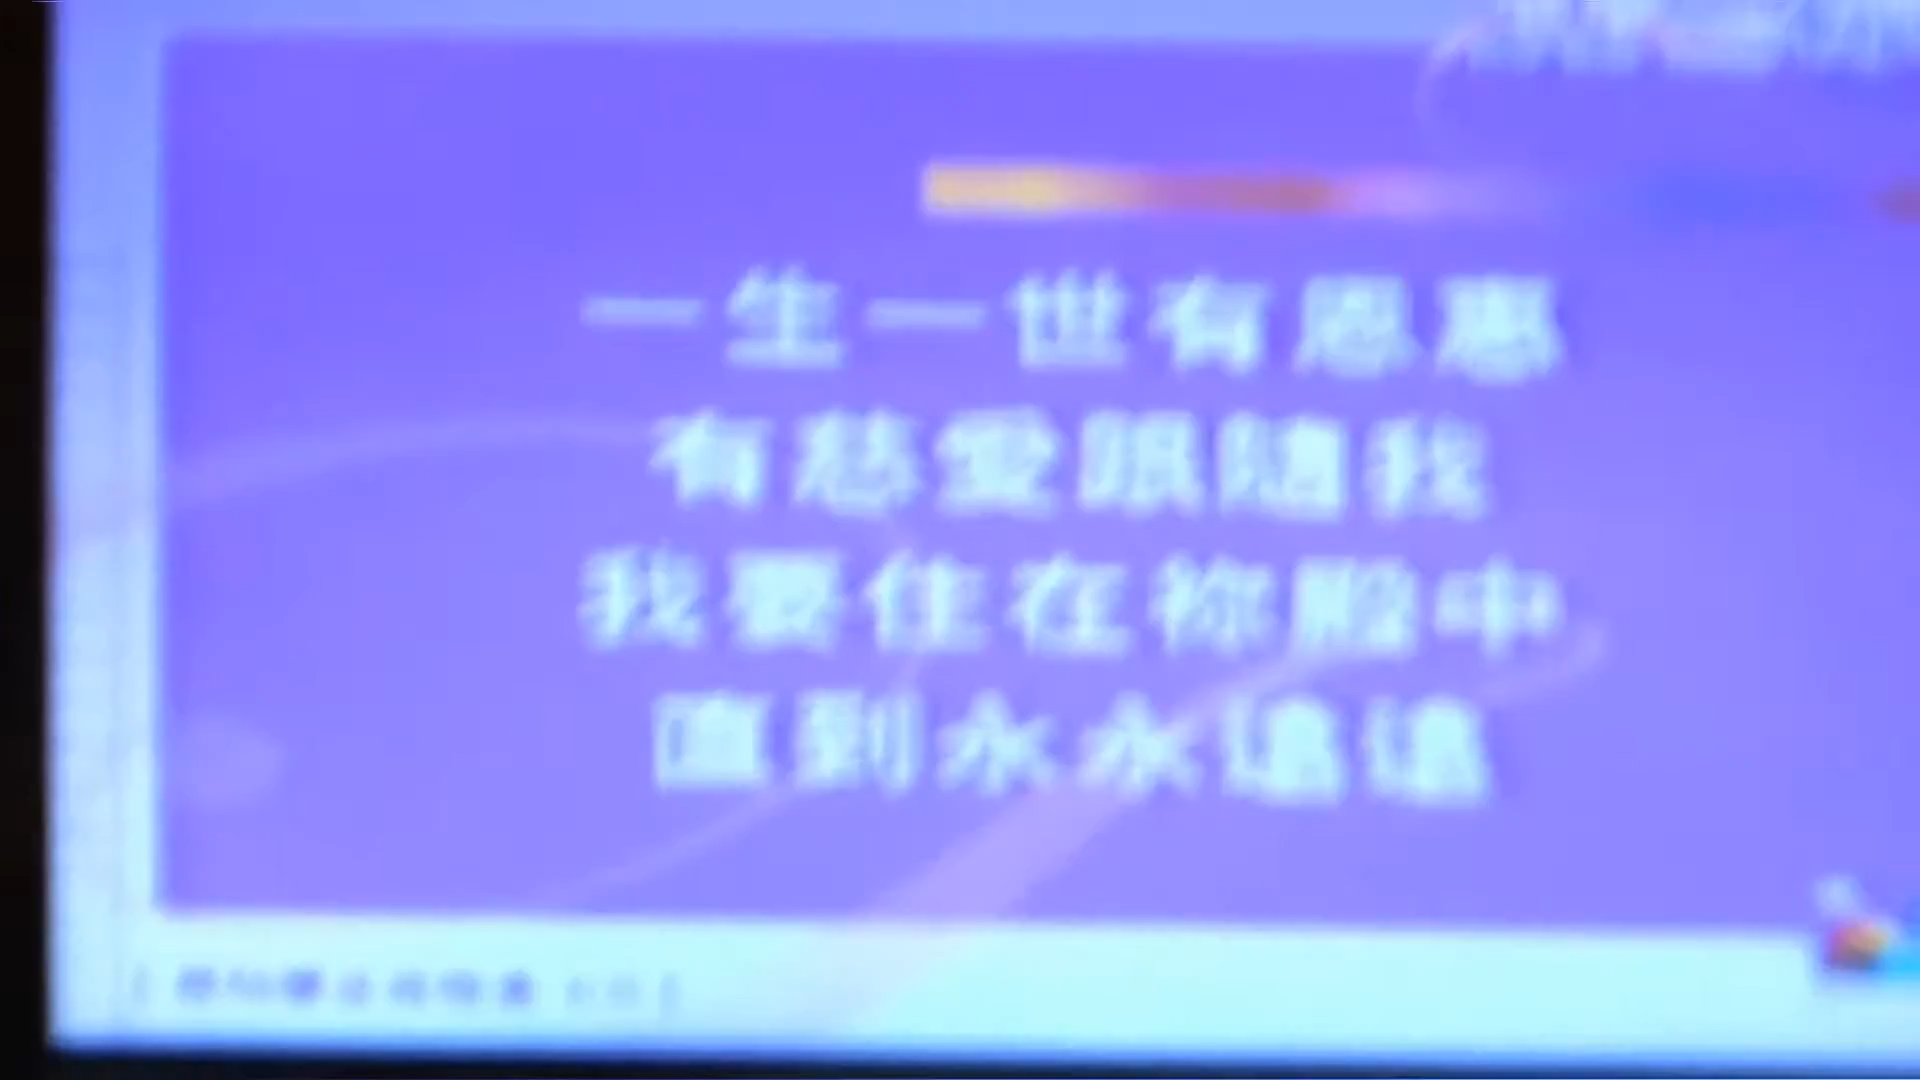 一生一世有恩惠
有慈愛跟隨我
我要住在祢殿中
直到永永遠遠